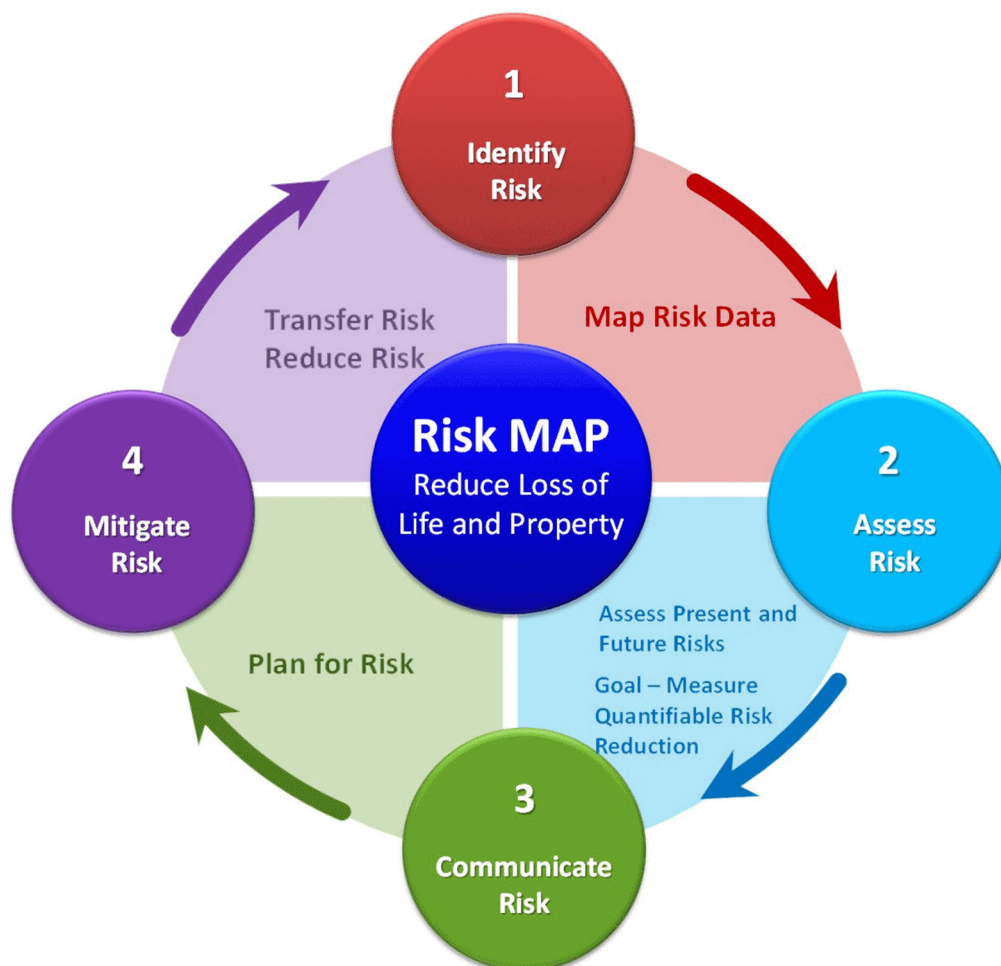 1
Identify
Risk
Map Risk Data
2
Assess
Risk
Assess Present and
Future Risks
Goal – Measure
Quantifiable Risk
Reduction
3
Communicate
Risk
Plan for Risk
4
Mitigate
Risk
Transfer Risk
Reduce Risk
Risk MAP
Reduce Loss of
Life and Property